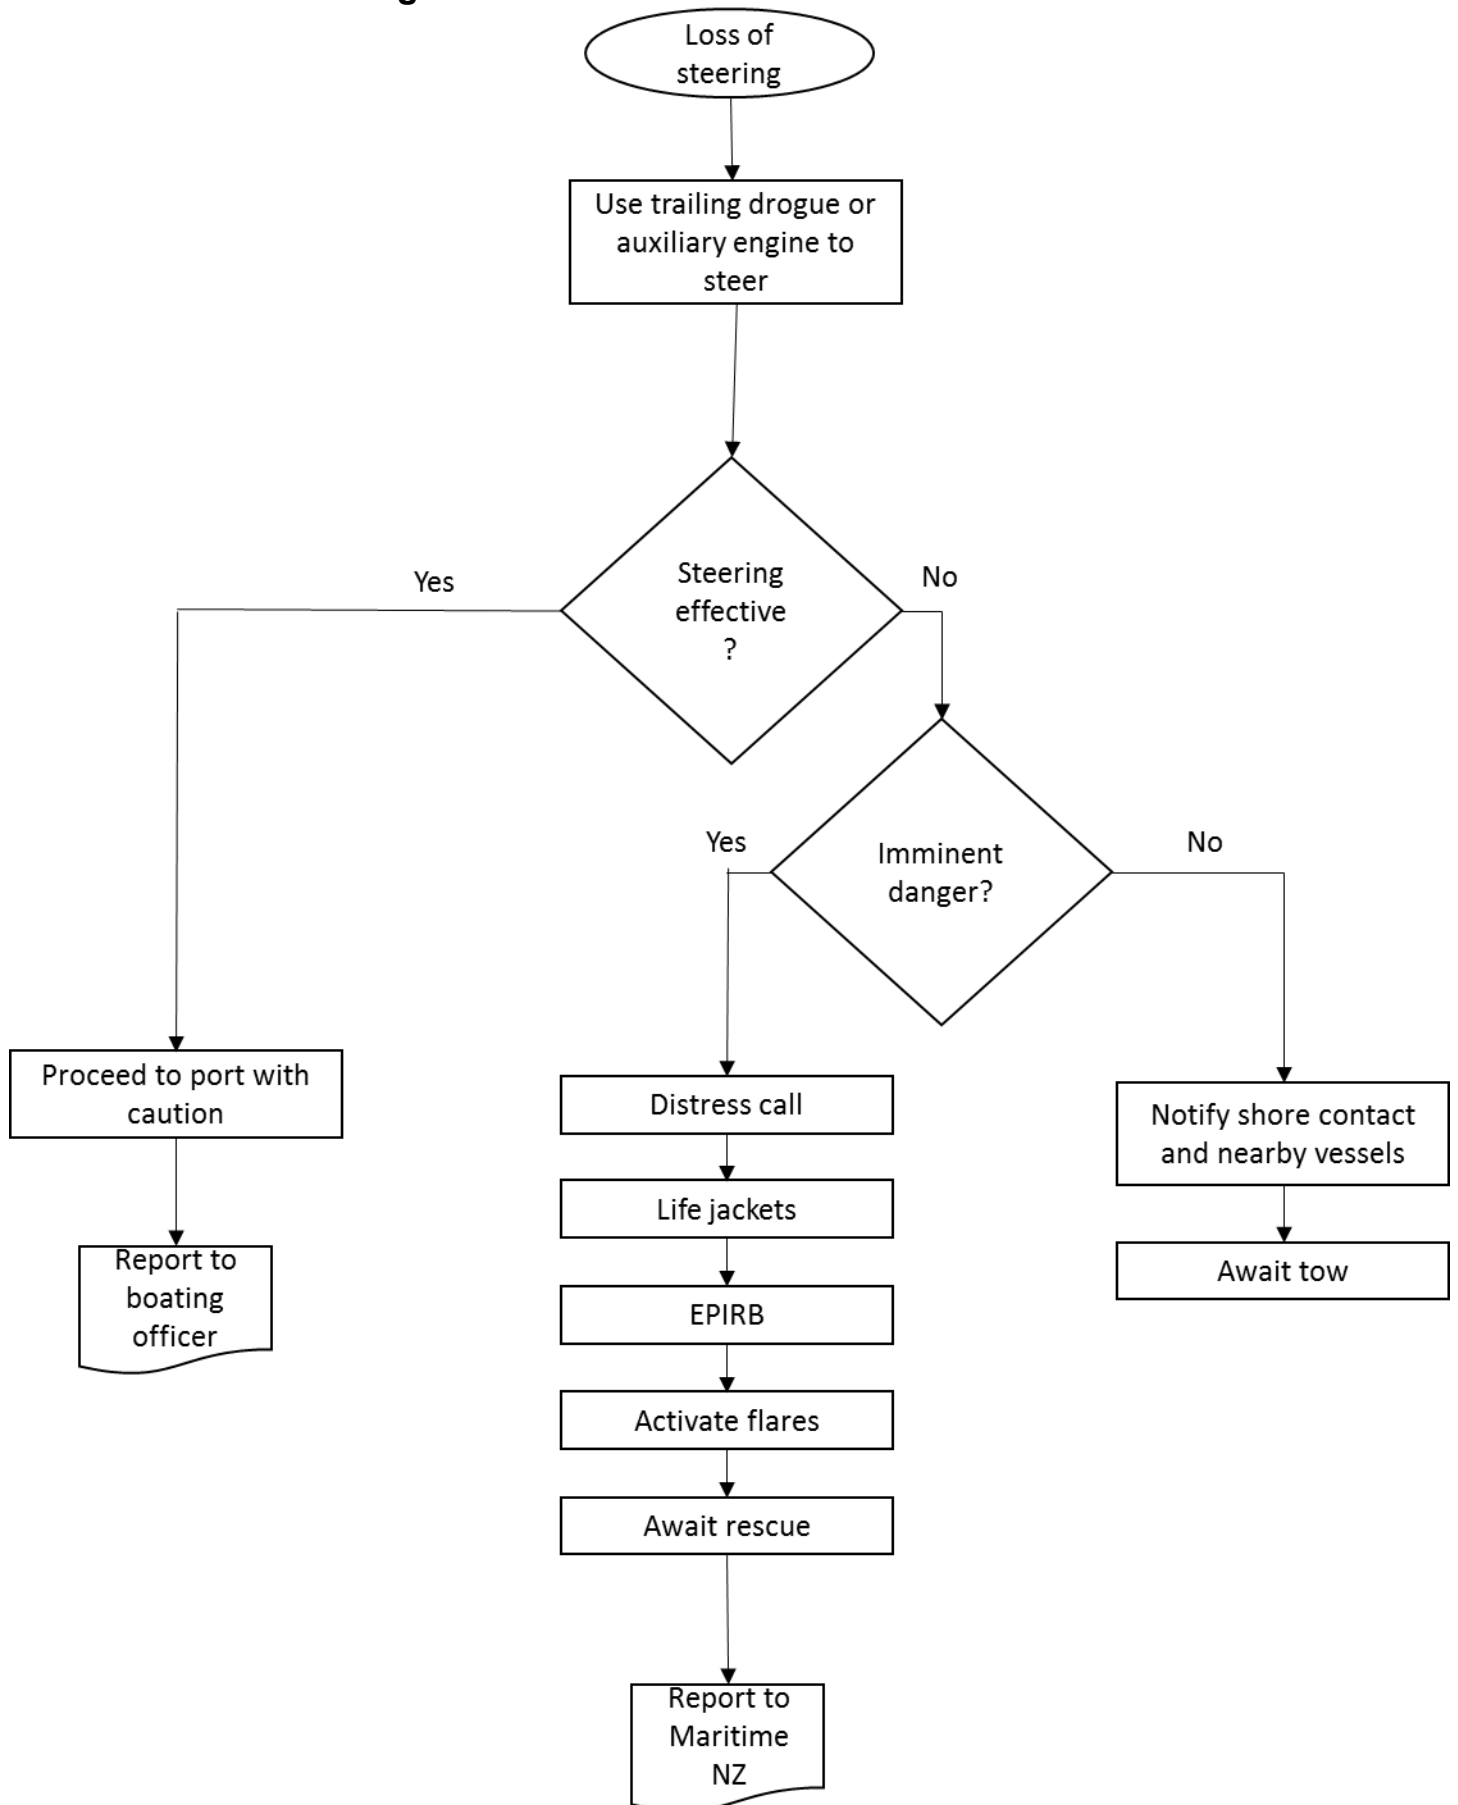 g
Loss of
steering
Use trailing drogue or
auxiliary engine to
steer
Steering
effective
?
Yes
No
Imminent
danger?
Yes
No
Proceed to port with
caution
Report to
boating
officer
Distress call
Life jackets
EPIRB
Activate flares
Await rescue
Report to
Maritime
NZ
Notify shore contact
and nearby vessels
Await tow